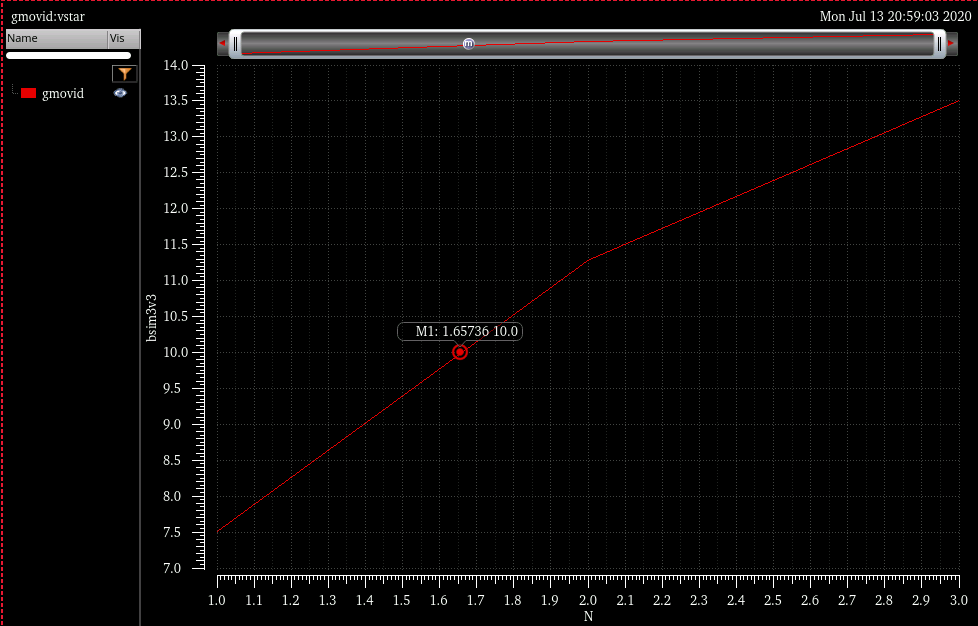 gmovid:vstar
Mon Jul 13 20:59:03 2020
Name Vis
gmovid
m
14.0
13.5
13.0
12.5
12.0
11.5
11.0
10.5
10.0
9.5
9.0
8.5
8.0
7.5
7.0
bsim3v3
M1: 1.65736 10.0
1.0 1.1 1.2 1.3 1.4 1.5 1.6 1.7 1.8 1.9 2.0 2.1 2.2 2.3 2.4 2.5 2.6 2.7 2.8 2.9 3.0
N